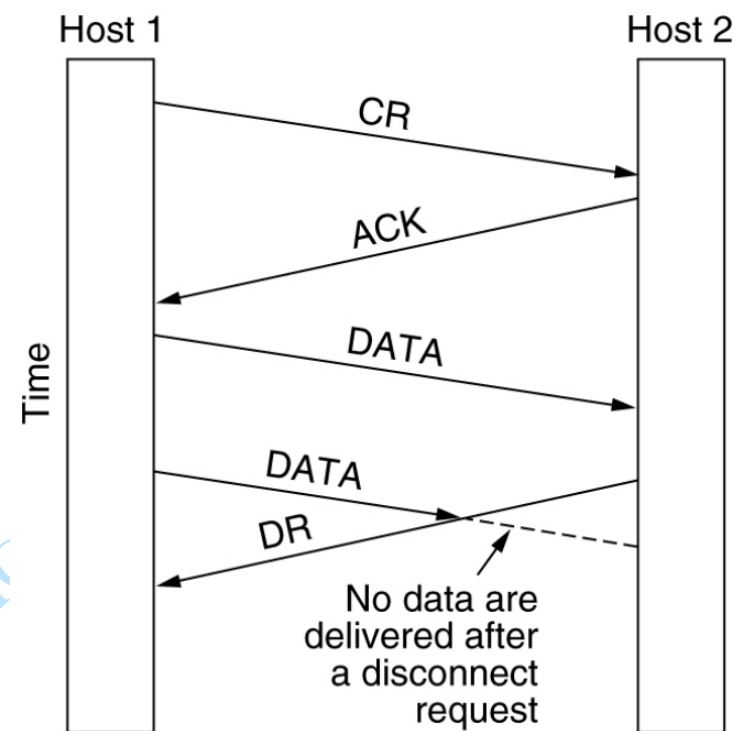 Host 1
Host 2
CR
ACK
DATA
Time
DATA
DR
No data are
delivered after
a disconnect
request